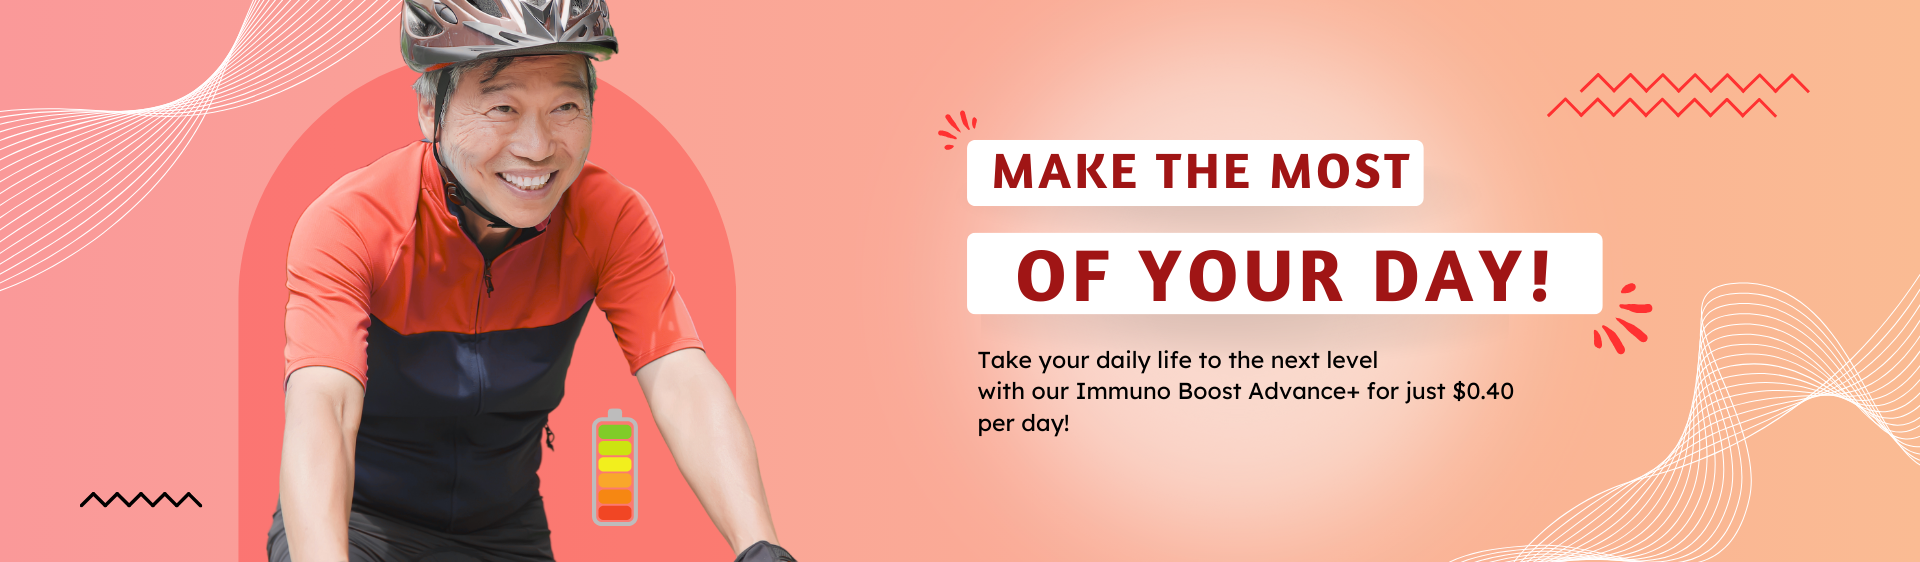 MAKE THE MOST
OF YOUR DAY!
Take your daily life to the next level
with our Immuno Boost Advance+ for just $0.40
per day!